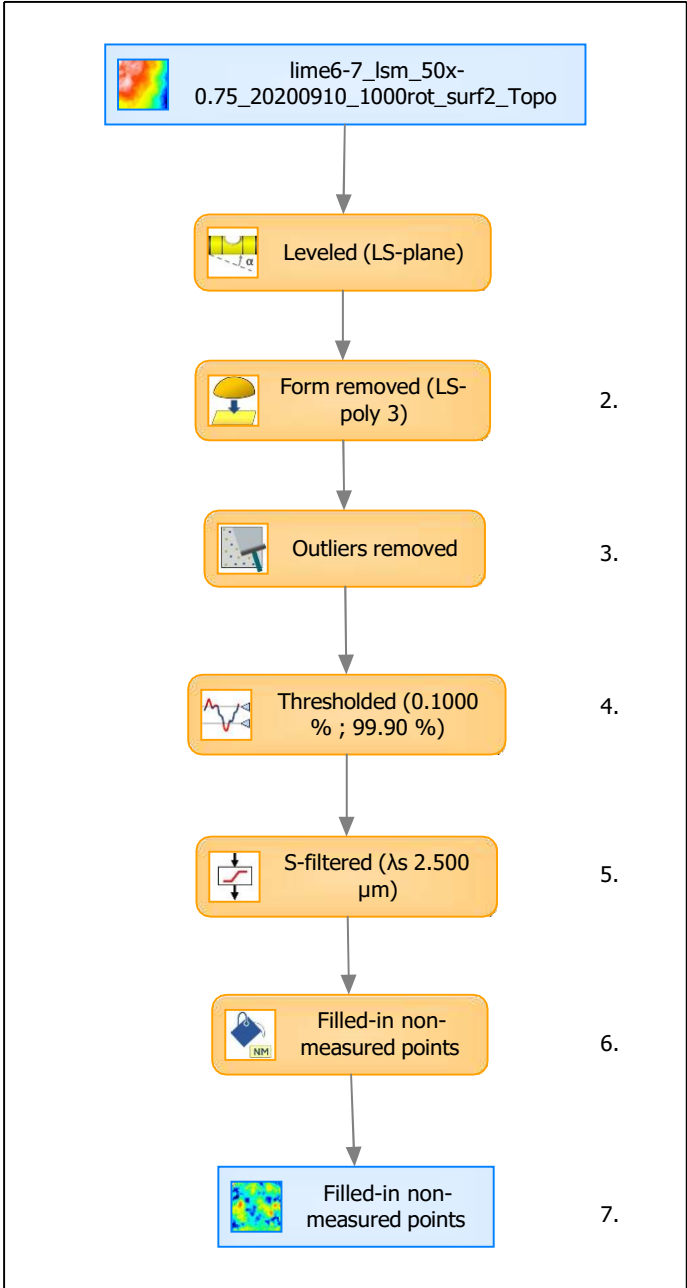 lime6-7_lsm_50x-
0.75_20200910_1000rot_surf2_Topo
α
Leveled (LS-plane)
Form removed (LS-
poly 3)
2.
Outliers removed
3.
Thresholded (0.1000
% ; 99.90 %)
4.
S-filtered (λs 2.500
µm)
5.
Filled-in non-
measured points
NM
6.
Filled-in non-
measured points
7.